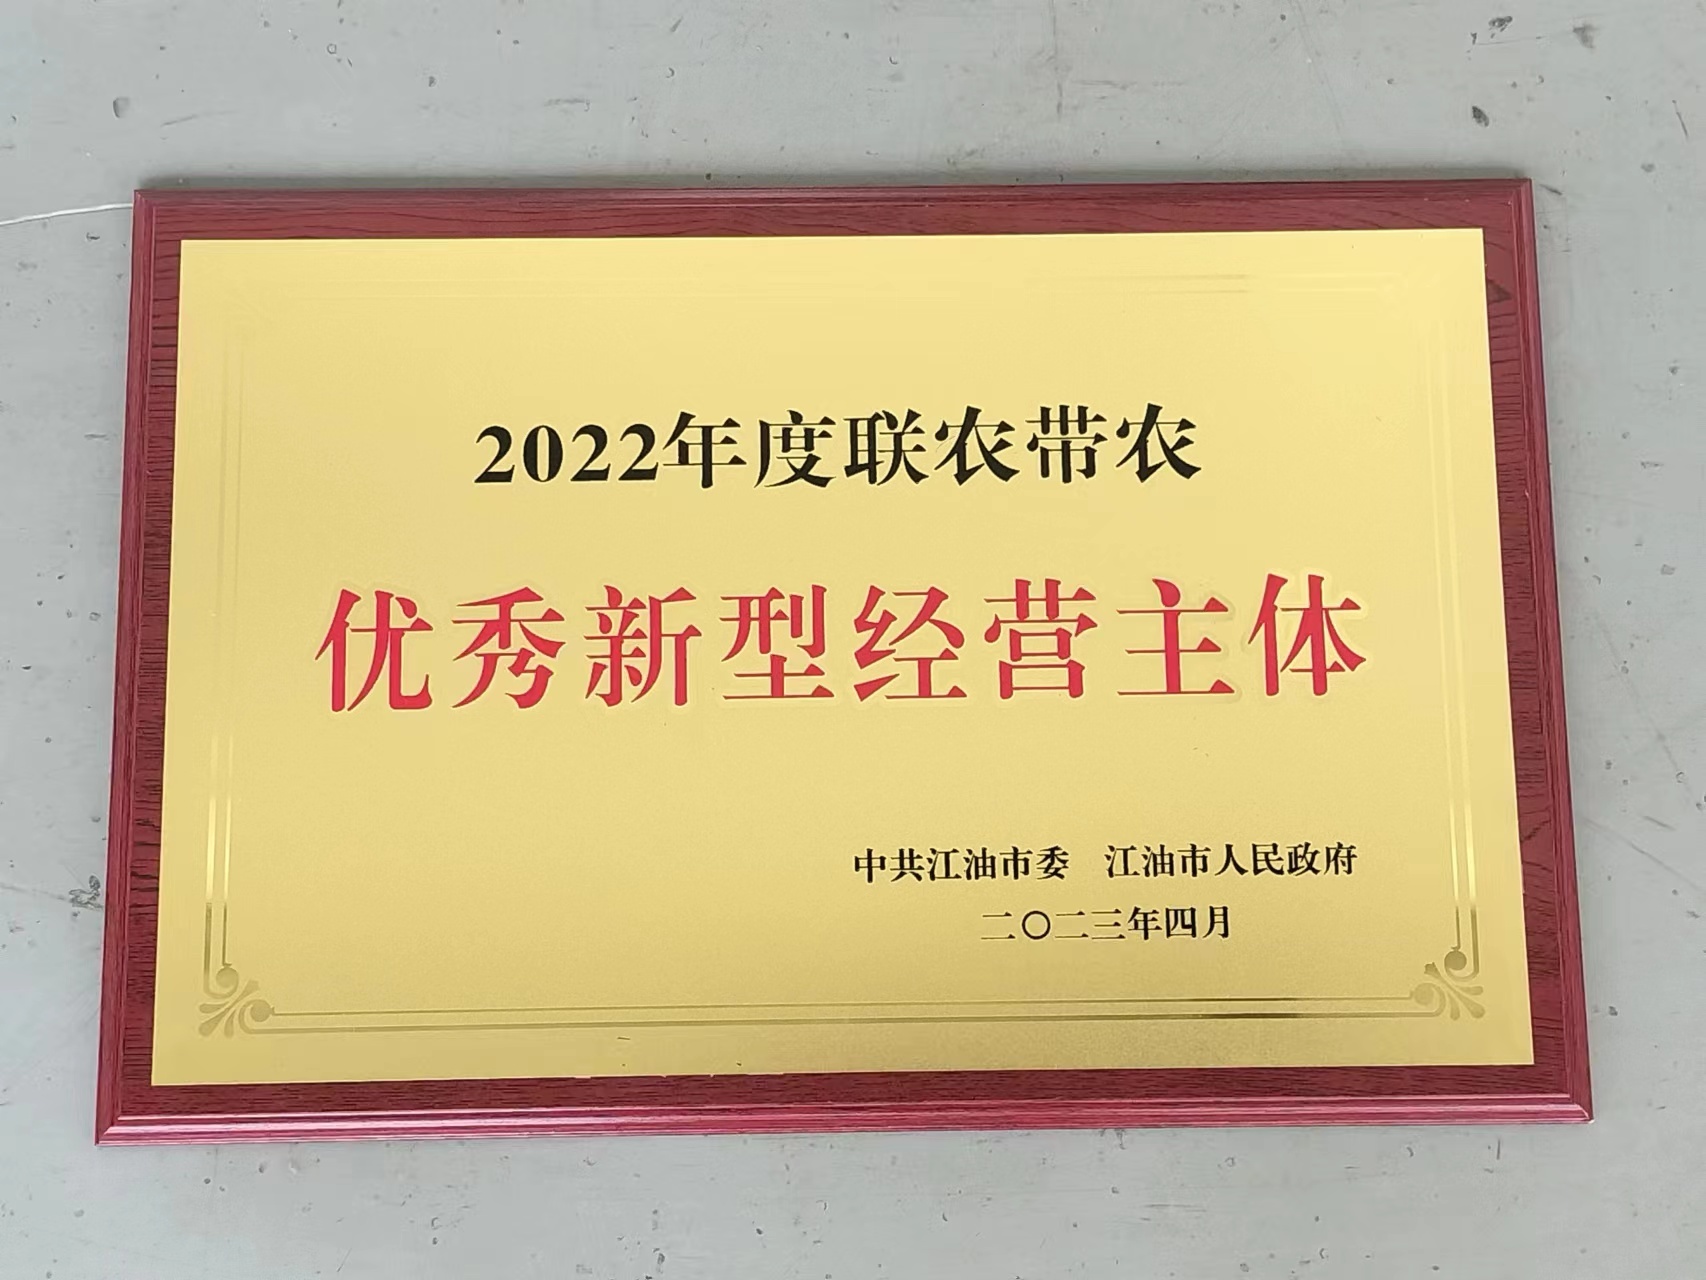 2022年度联农带农
优秀新型经营主体
中共江油市委 江油市人民政府
二〇二三年四月